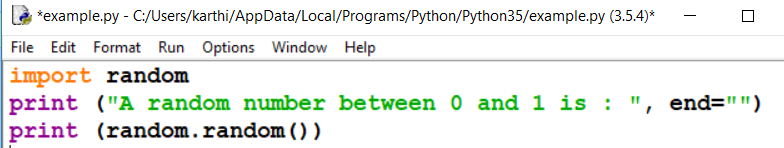 *example.py - C:/Users/karthi/AppData/Local/Programs/Python/Python35/example.py (3.5.4)*
File Edit Format Run Options Window Help
import random
print ("A random number between 0 and 1 is : ", end="")
print (random.random())